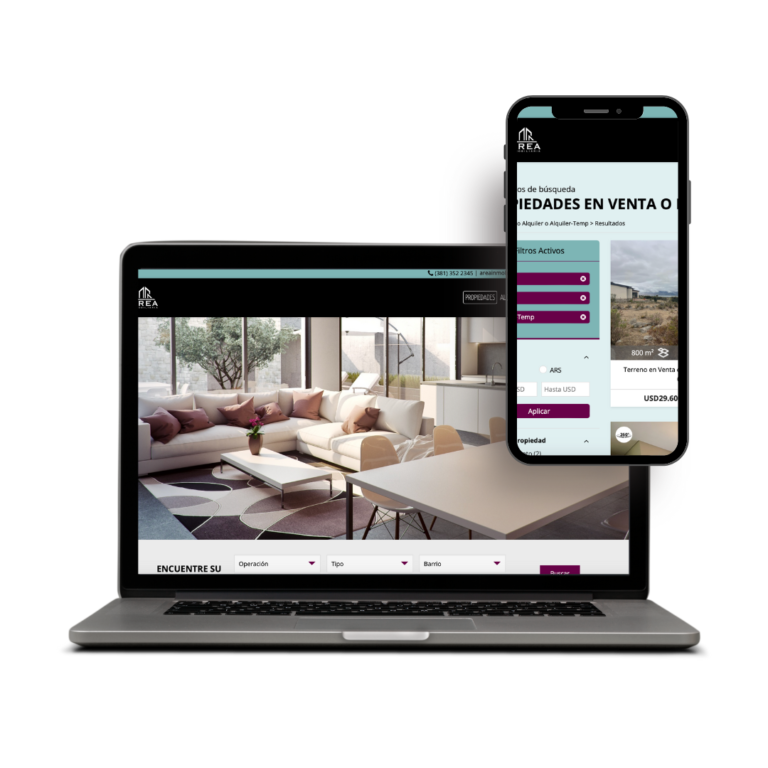 (381) 352 2345 | areainmo
REA
PROPIEDADES
ENCUENTRE SU
Operación
Tipo
Barrio
Buscar
REA
os de búsqueda
PIEDADES EN VENTA O
o Alquiler o Alquiler-Temp > Resultados
iltros Activos
Temp
ARS
SD
Hasta USD
Aplicar
ropiedad
(2)
800 m²
Terreno en Venta
USD29.60
360°